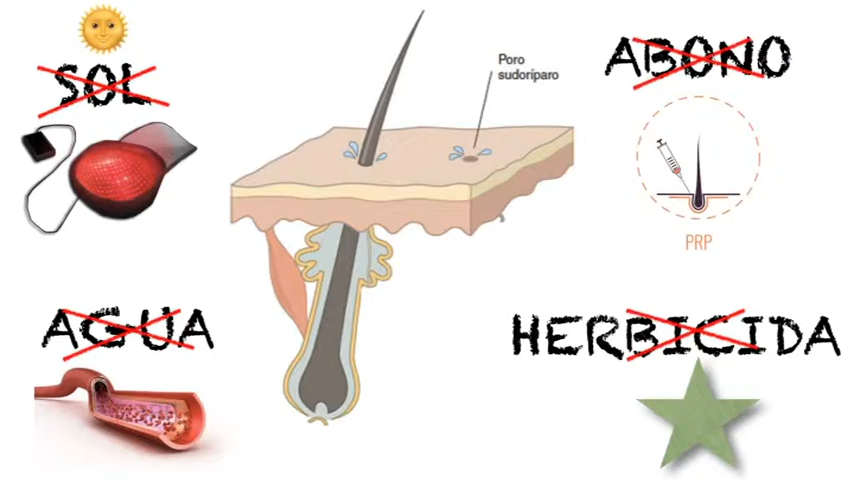 SOL
Poro
sudoríparo
ABONO
PRP
AGUA
HERBICIDA